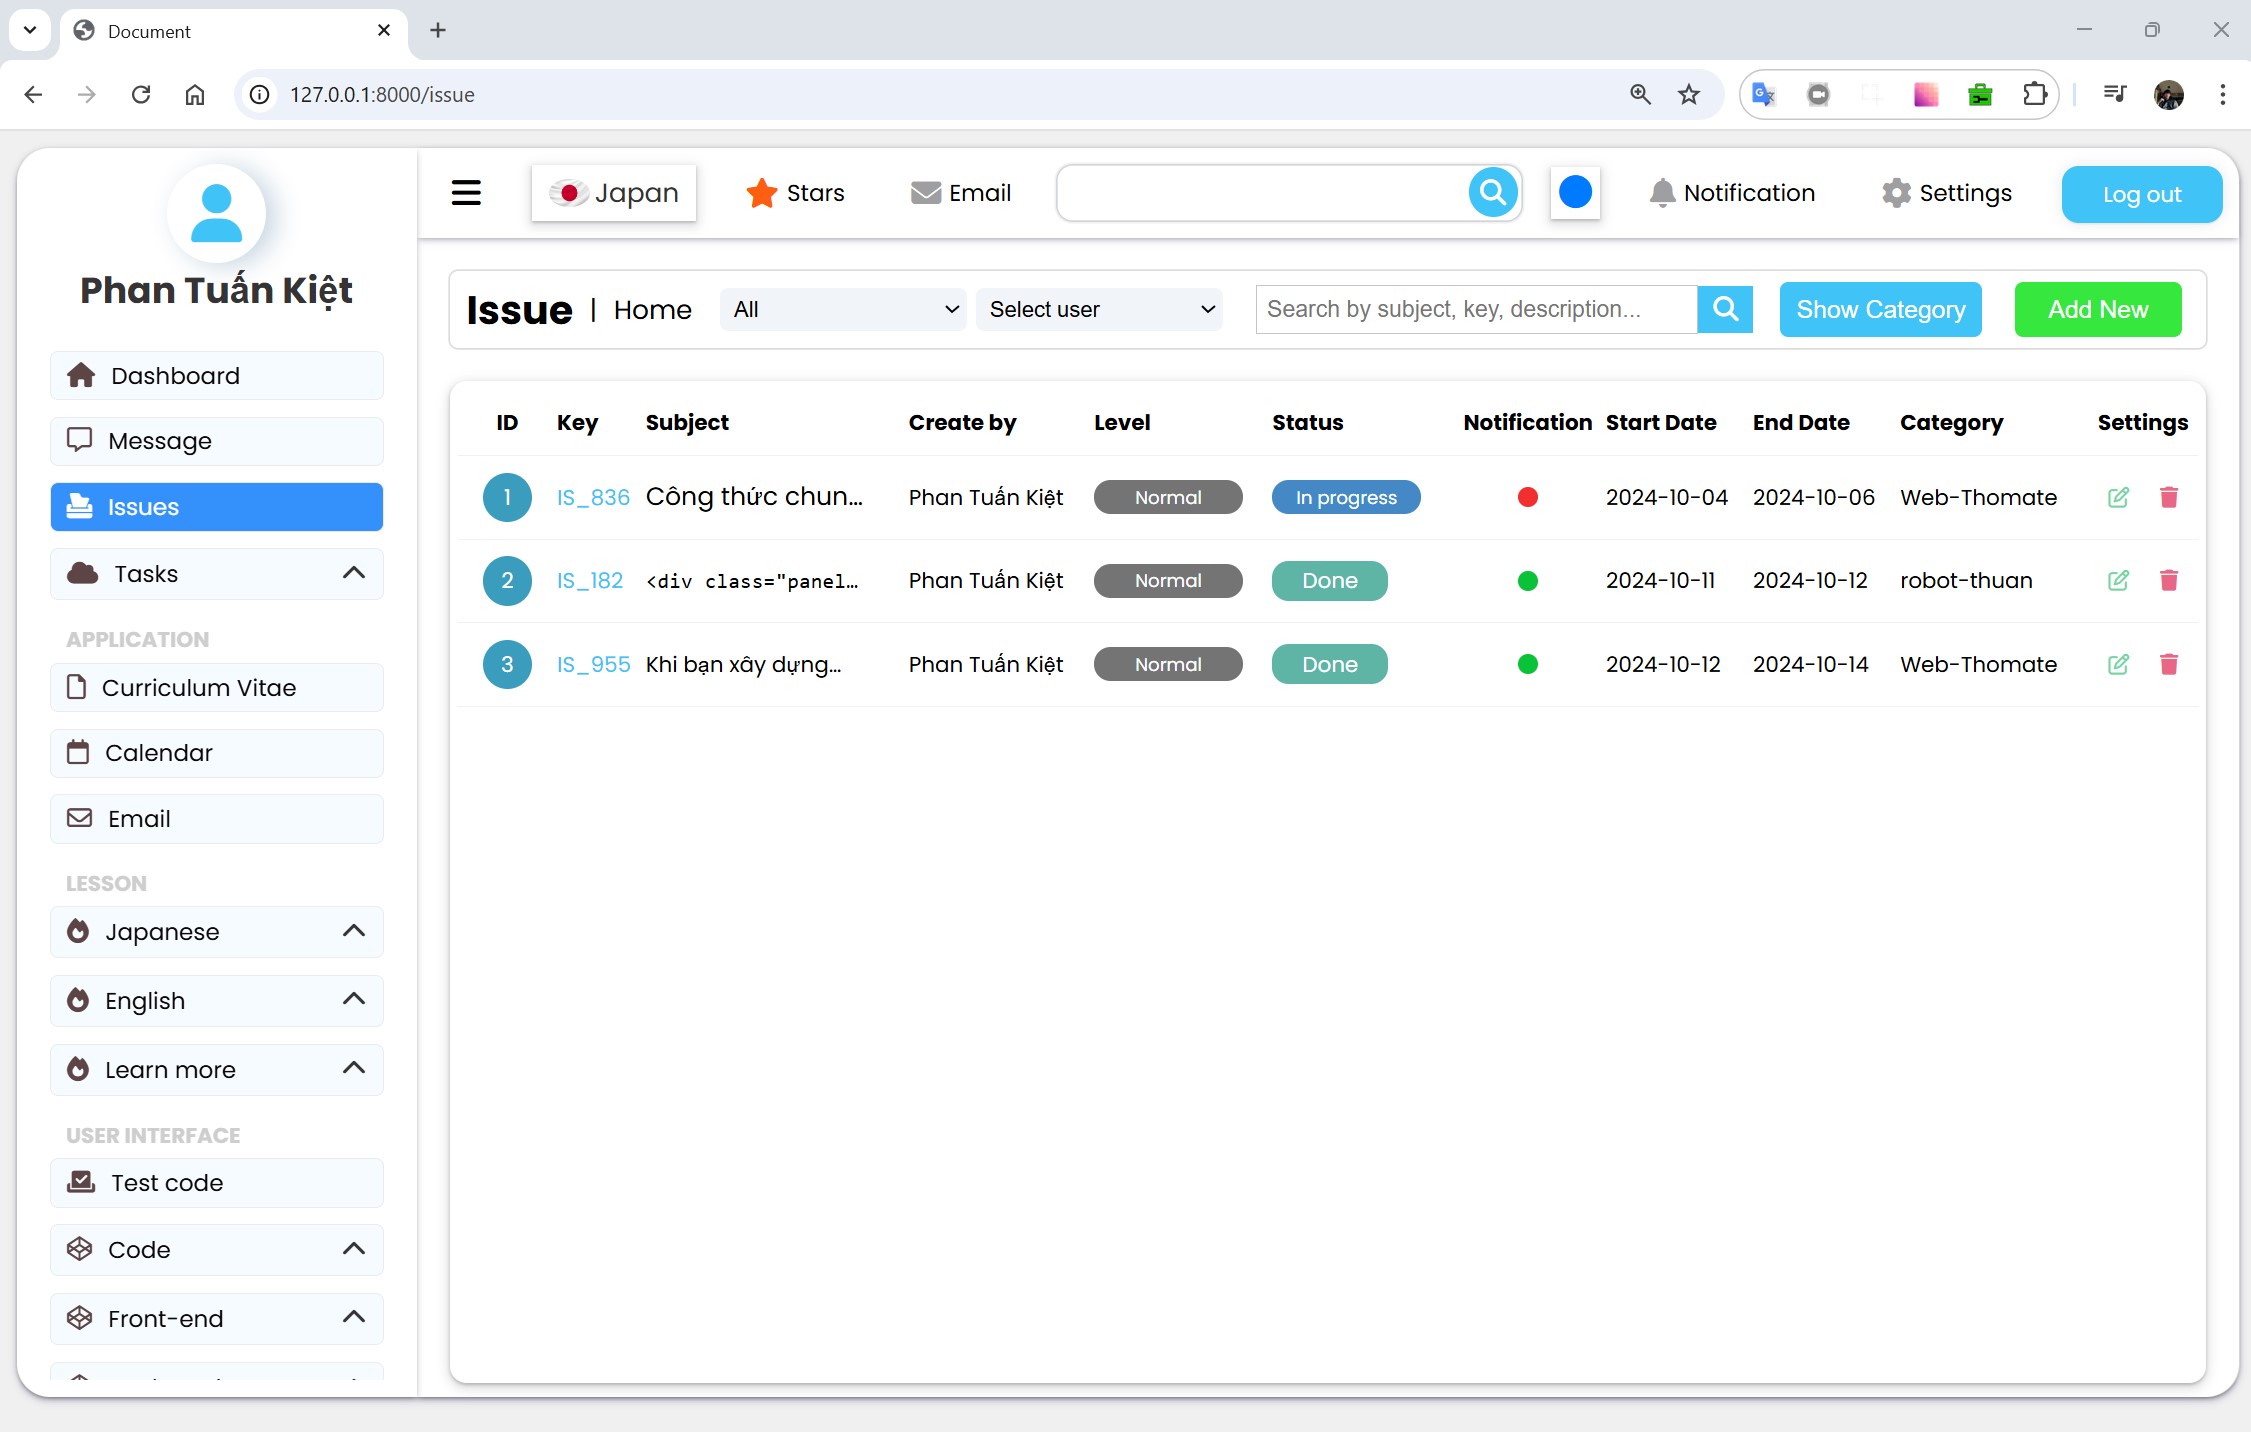 Document
127.0.0.1:8000/issue
Phan Tuấn Kiệt
Japan
Stars
Email
Notification
Settings
Log out
Issue | Home
All
Select user
Search by subject, key, description...
Show Category
Add New
Dashboard
Message
Issues
Tasks
APPLICATION
Curriculum Vitae
Calendar
Email
LESSON
Japanese
English
Learn more
USER INTERFACE
Test code
Code
Front-end
ID Key Subject Create by Level Status Notification Start Date End Date Category Settings
1 IS_836 Công thức chun... Phan Tuấn Kiệt Normal In progress 2024-10-04 2024-10-06 Web-Thomate
2 IS_182 <div class="panel… Phan Tuấn Kiệt Normal Done 2024-10-11 2024-10-12 robot-thuan
3 IS_955 Khi bạn xây dựng... Phan Tuấn Kiệt Normal Done 2024-10-12 2024-10-14 Web-Thomate